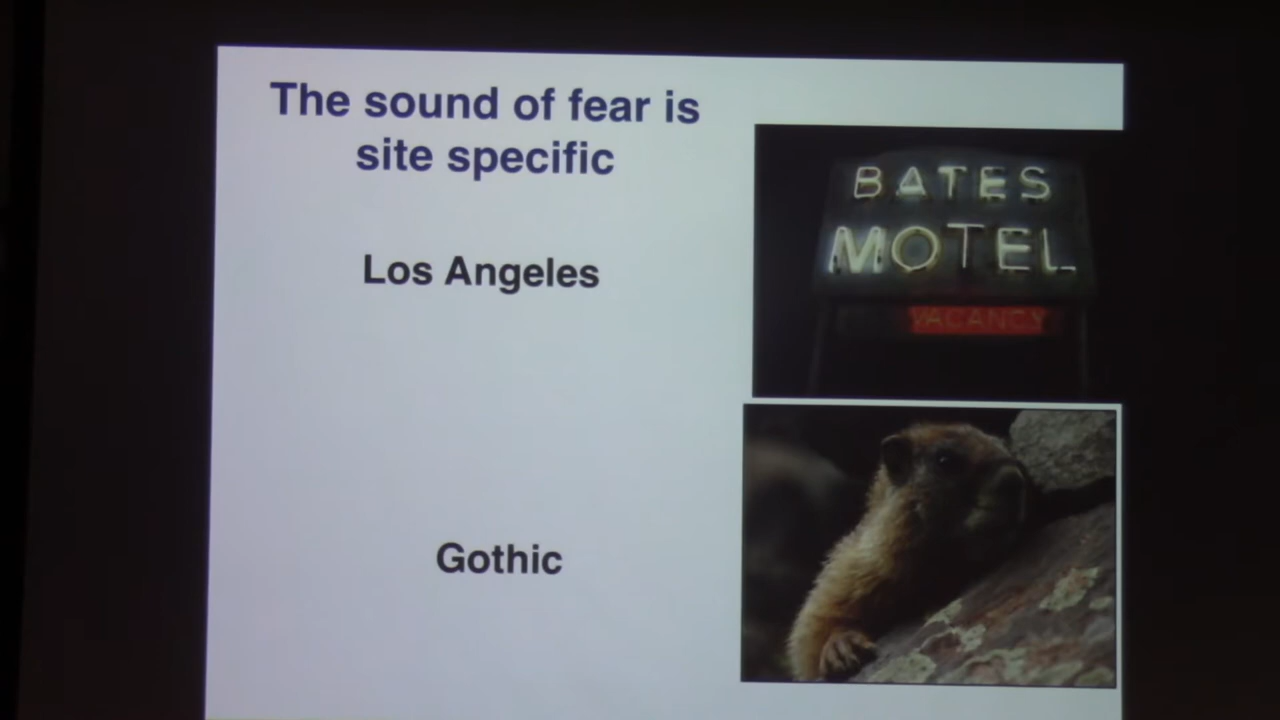 The sound of fear is
site specific
Los Angeles
BATES
MOTEL
VACANCY
Gothic